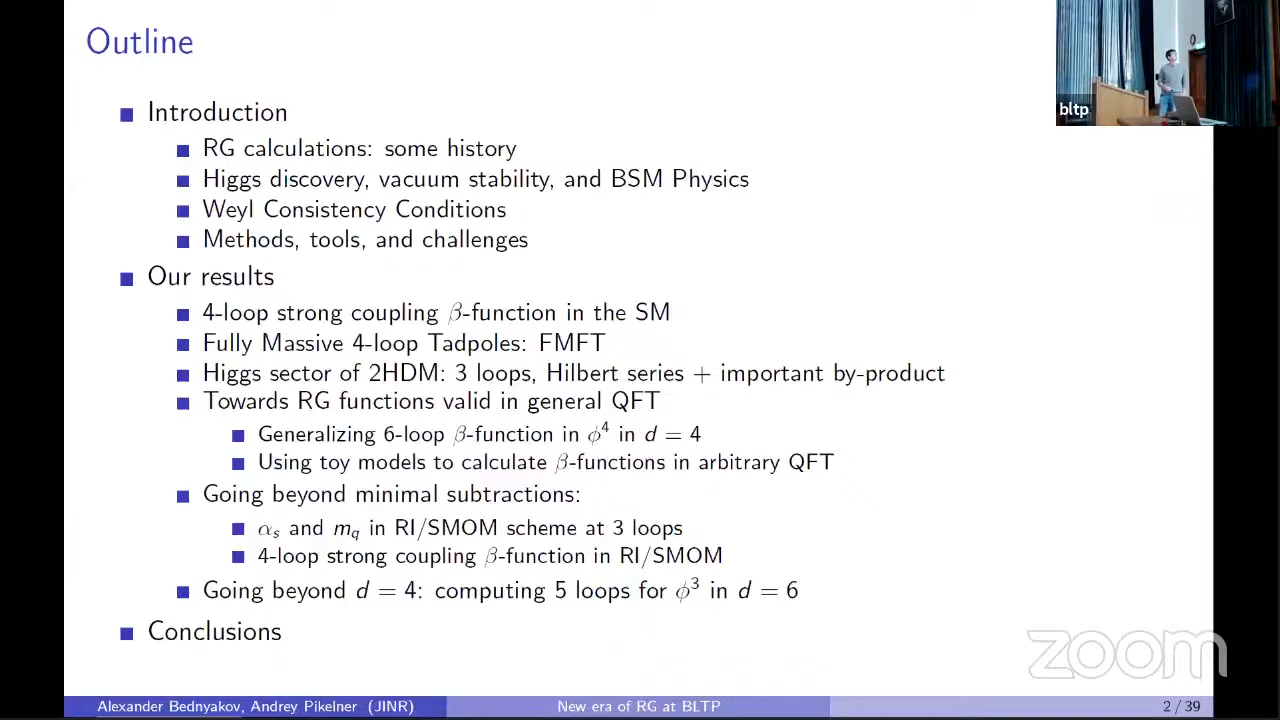 Outline
bltp
Introduction
RG calculations: some history
Higgs discovery, vacuum stability, and BSM Physics
Weyl Consistency Conditions
Methods, tools, and challenges
Our results
4-loop strong coupling β-function in the SM
Fully Massive 4-loop Tadpoles: FMFT
Higgs sector of 2HDM: 3 loops, Hilbert series + important by-product
Towards RG functions valid in general QFT
Generalizing 6-loop β-function in ϕ⁴ in d = 4
Using toy models to calculate β-functions in arbitrary QFT
Going beyond minimal subtractions:
αₛ and m_q in RI/SMOM scheme at 3 loops
4-loop strong coupling β-function in RI/SMOM
Going beyond d = 4: computing 5 loops for ϕ³ in d = 6
Conclusions
zoom
Alexander Bednyakov, Andrey Pikelner (JINR) New era of RG at BLTP 2 / 39